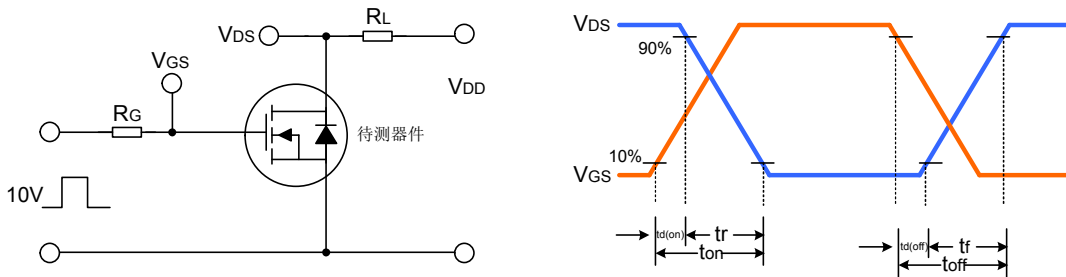 RL
VDS
VGS
VDD
RG
待测器件
10V
VDS
90%
10%
VGS
td(on)
tr
ton
td(off)
tf
toff